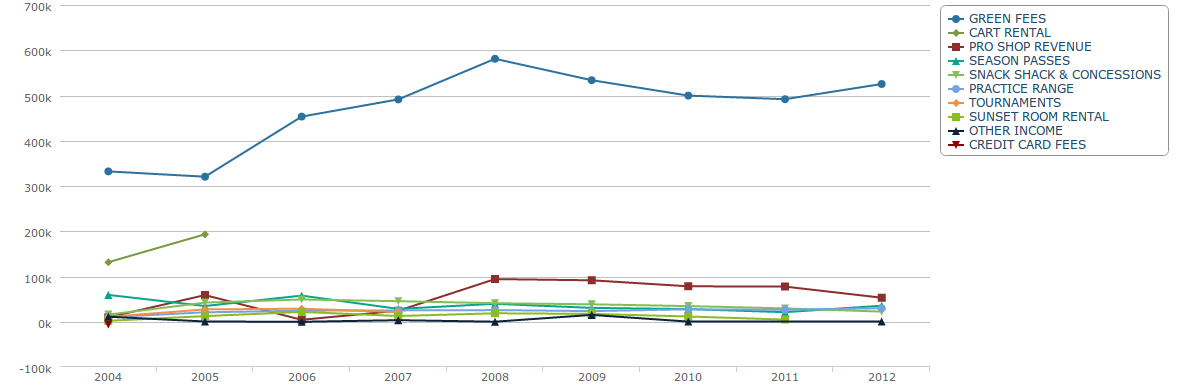 700k
600k
500k
400k
300k
200k
100k
0k
-100k
2004 2005 2006 2007 2008 2009 2010 2011 2012
GREEN FEES
CART RENTAL
PRO SHOP REVENUE
SEASON PASSES
SNACK SHACK & CONCESSIONS
PRACTICE RANGE
TOURNAMENTS
SUNSET ROOM RENTAL
OTHER INCOME
CREDIT CARD FEES